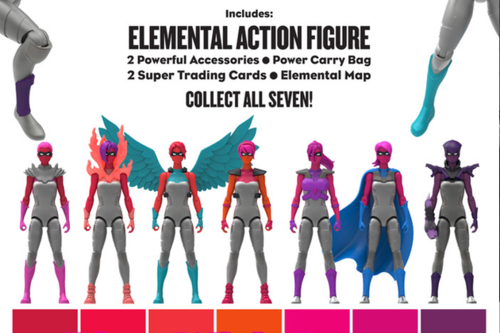 Includes:
ELEMENTAL ACTION FIGURE
2 Powerful Accessories ● Power Carry Bag
2 Super Trading Cards ● Elemental Map
COLLECT ALL SEVEN!